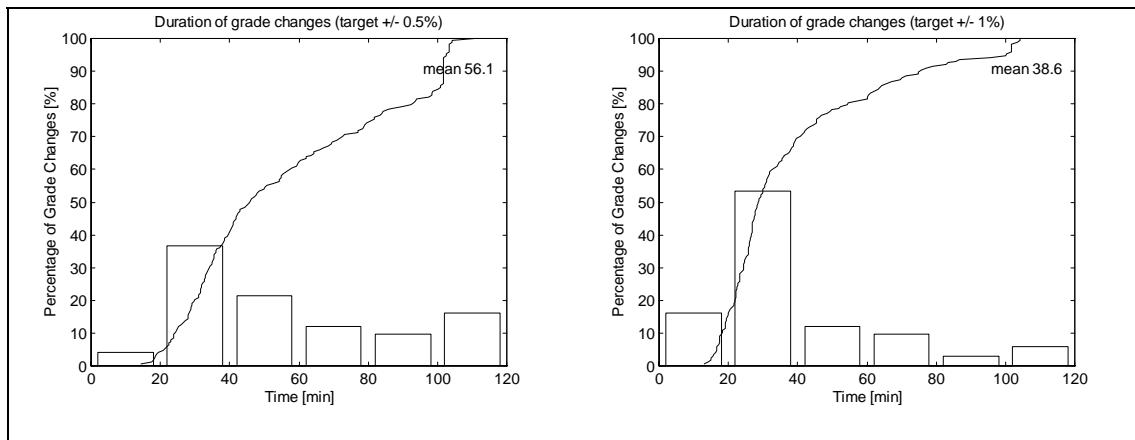 Duration of grade changes (target +/- 0.5%)
Percentage of Grade Changes [%]
100
90
80
70
60
50
40
30
20
10
0
mean 56.1
0 20 40 60 80 100 120
Time [min]
Duration of grade changes (target +/- 1%)
Percentage of Grade Changes [%]
100
90
80
70
60
50
40
30
20
10
0
mean 38.6
0 20 40 60 80 100 120
Time [min]